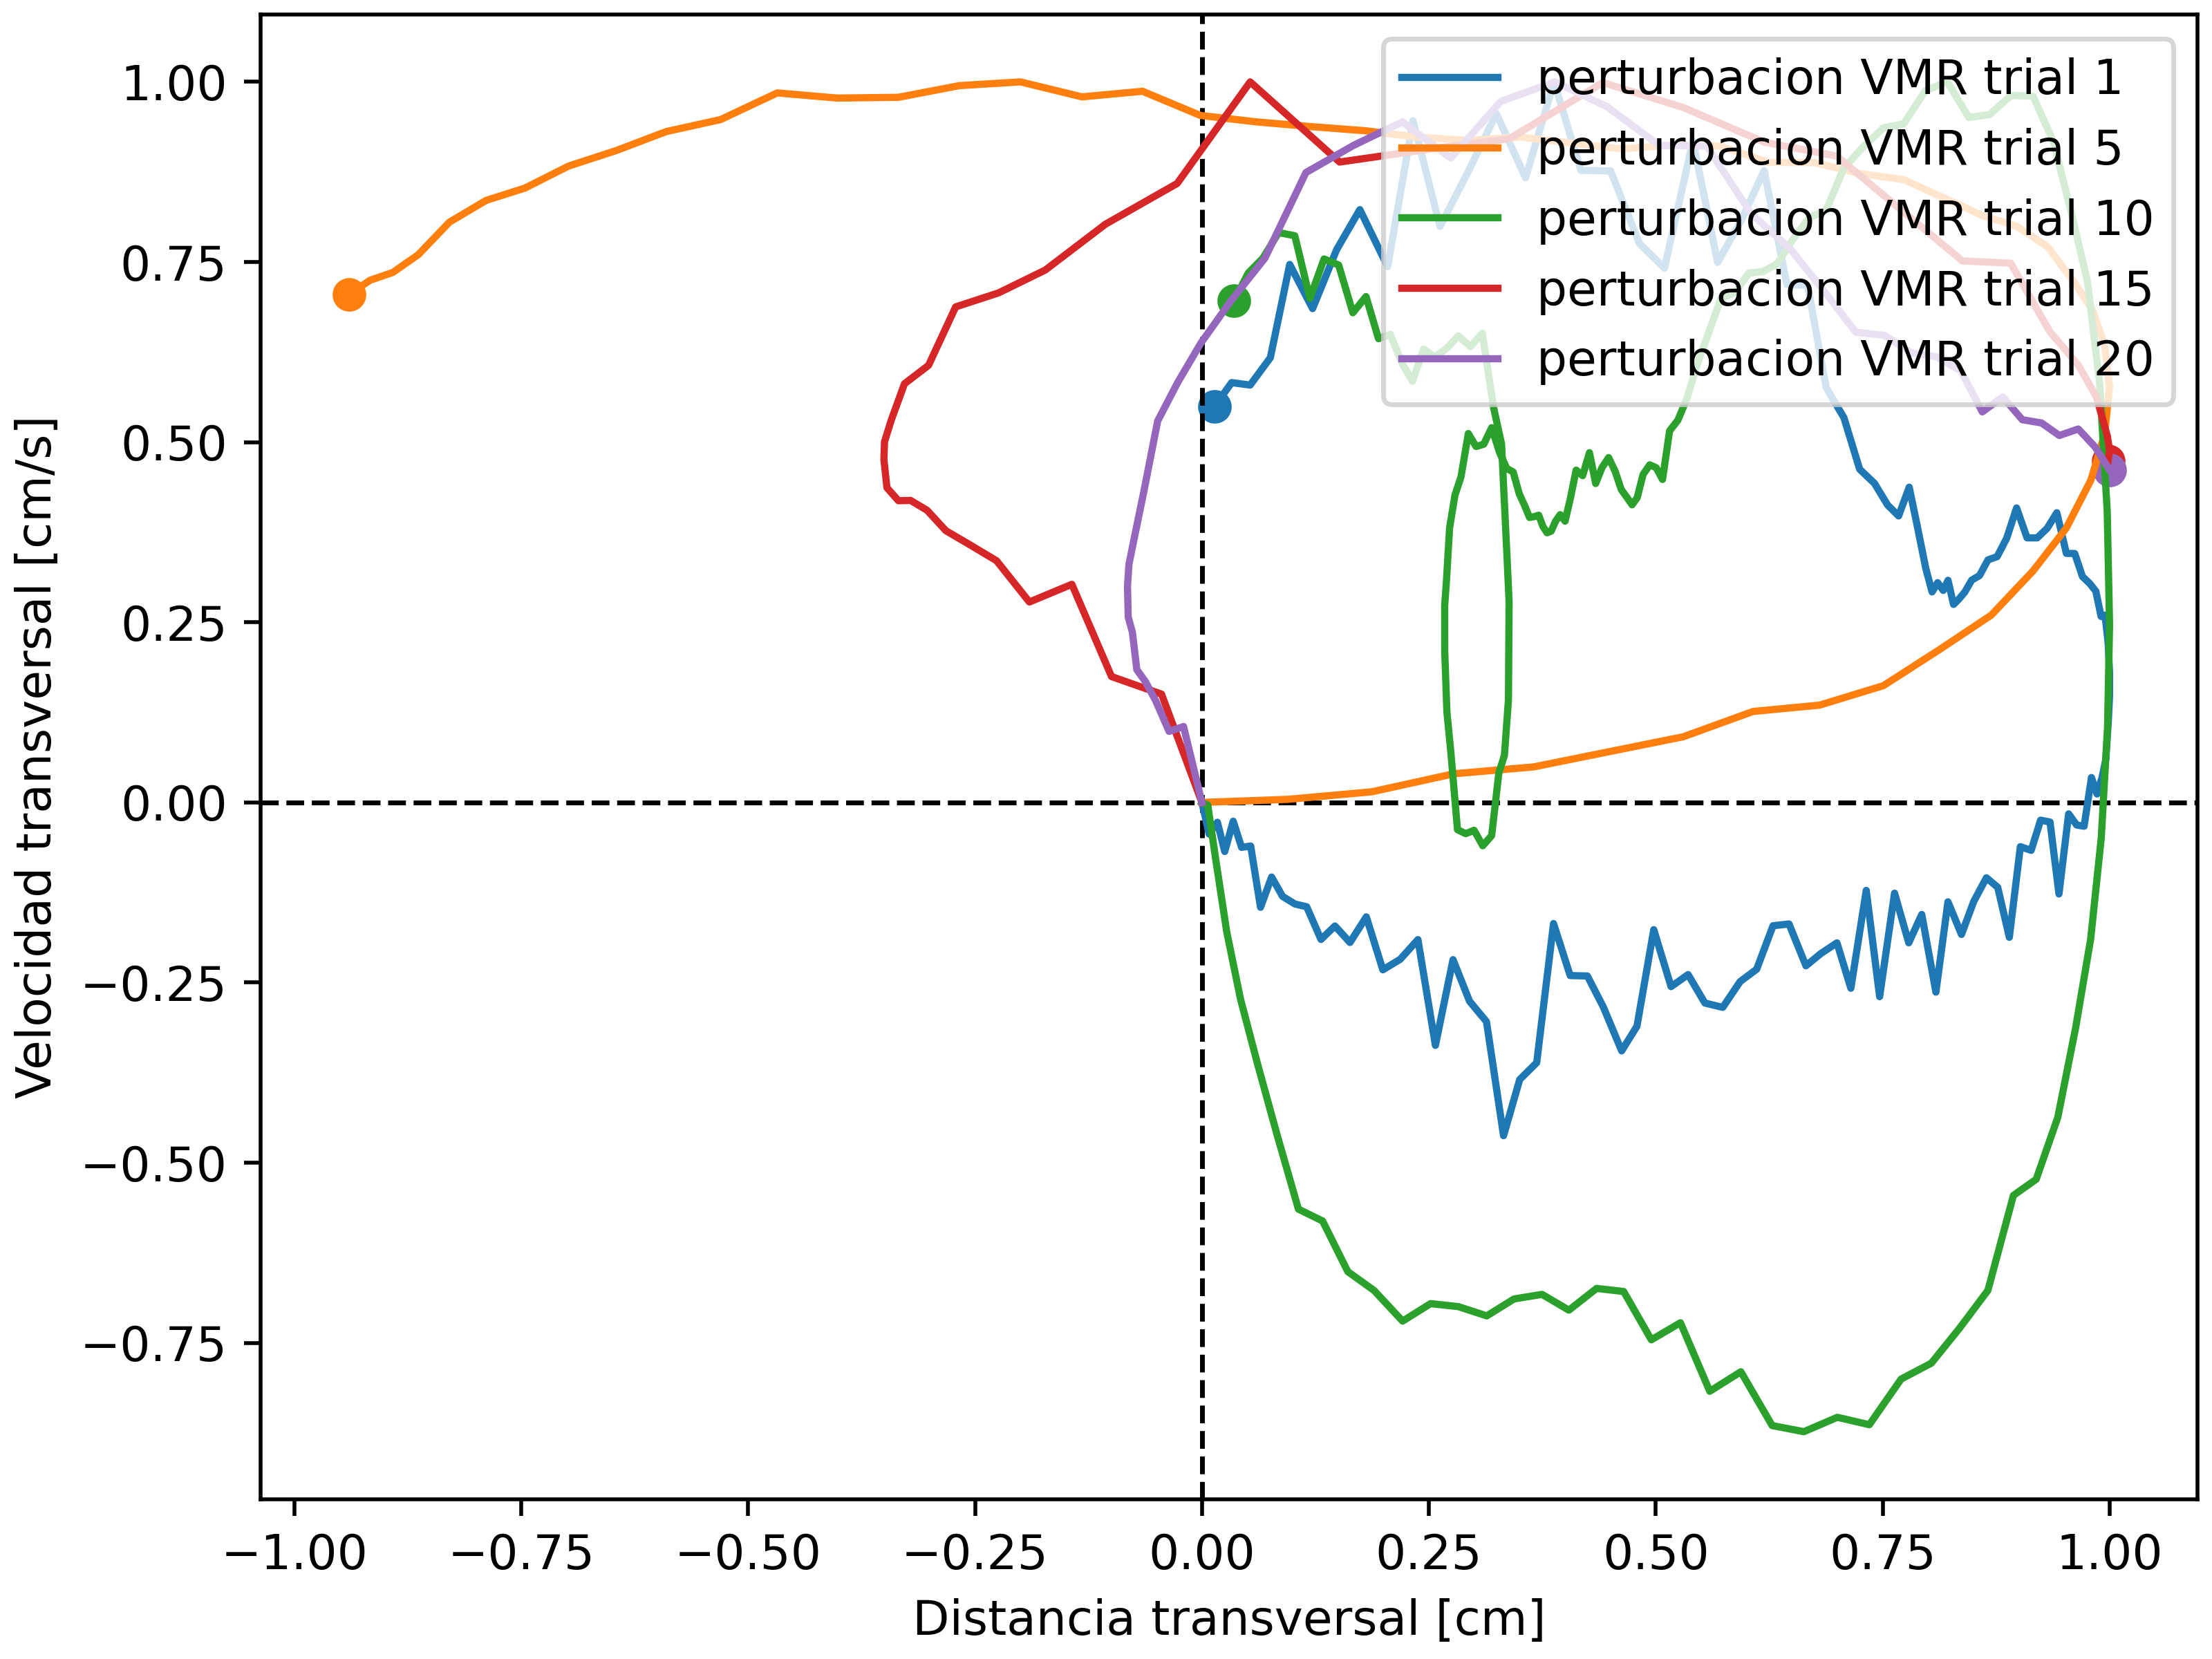 perturbacion VMR trial 1
perturbacion VMR trial 5
perturbacion VMR trial 10
perturbacion VMR trial 15
perturbacion VMR trial 20
Velocidad transversal [cm/s]
1.00
0.75
0.50
0.25
0.00
−0.25
−0.50
−0.75
−1.00 −0.75 −0.50 −0.25 0.00 0.25 0.50 0.75 1.00
Distancia transversal [cm]